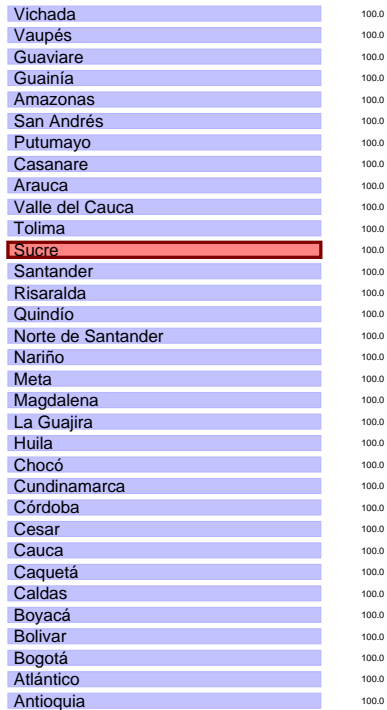 Vichada 100.0
Vaupés 100.0
Guaviare 100.0
Guainía 100.0
Amazonas 100.0
San Andrés 100.0
Putumayo 100.0
Casanare 100.0
Arauca 100.0
Valle del Cauca 100.0
Tolima 100.0
Sucre 100.0
Santander 100.0
Risaralda 100.0
Quindío 100.0
Norte de Santander 100.0
Nariño 100.0
Meta 100.0
Magdalena 100.0
La Guajira 100.0
Huila 100.0
Chocó 100.0
Cundinamarca 100.0
Córdoba 100.0
Cesar 100.0
Cauca 100.0
Caquetá 100.0
Caldas 100.0
Boyacá 100.0
Bolivar 100.0
Bogotá 100.0
Atlántico 100.0
Antioquia 100.0